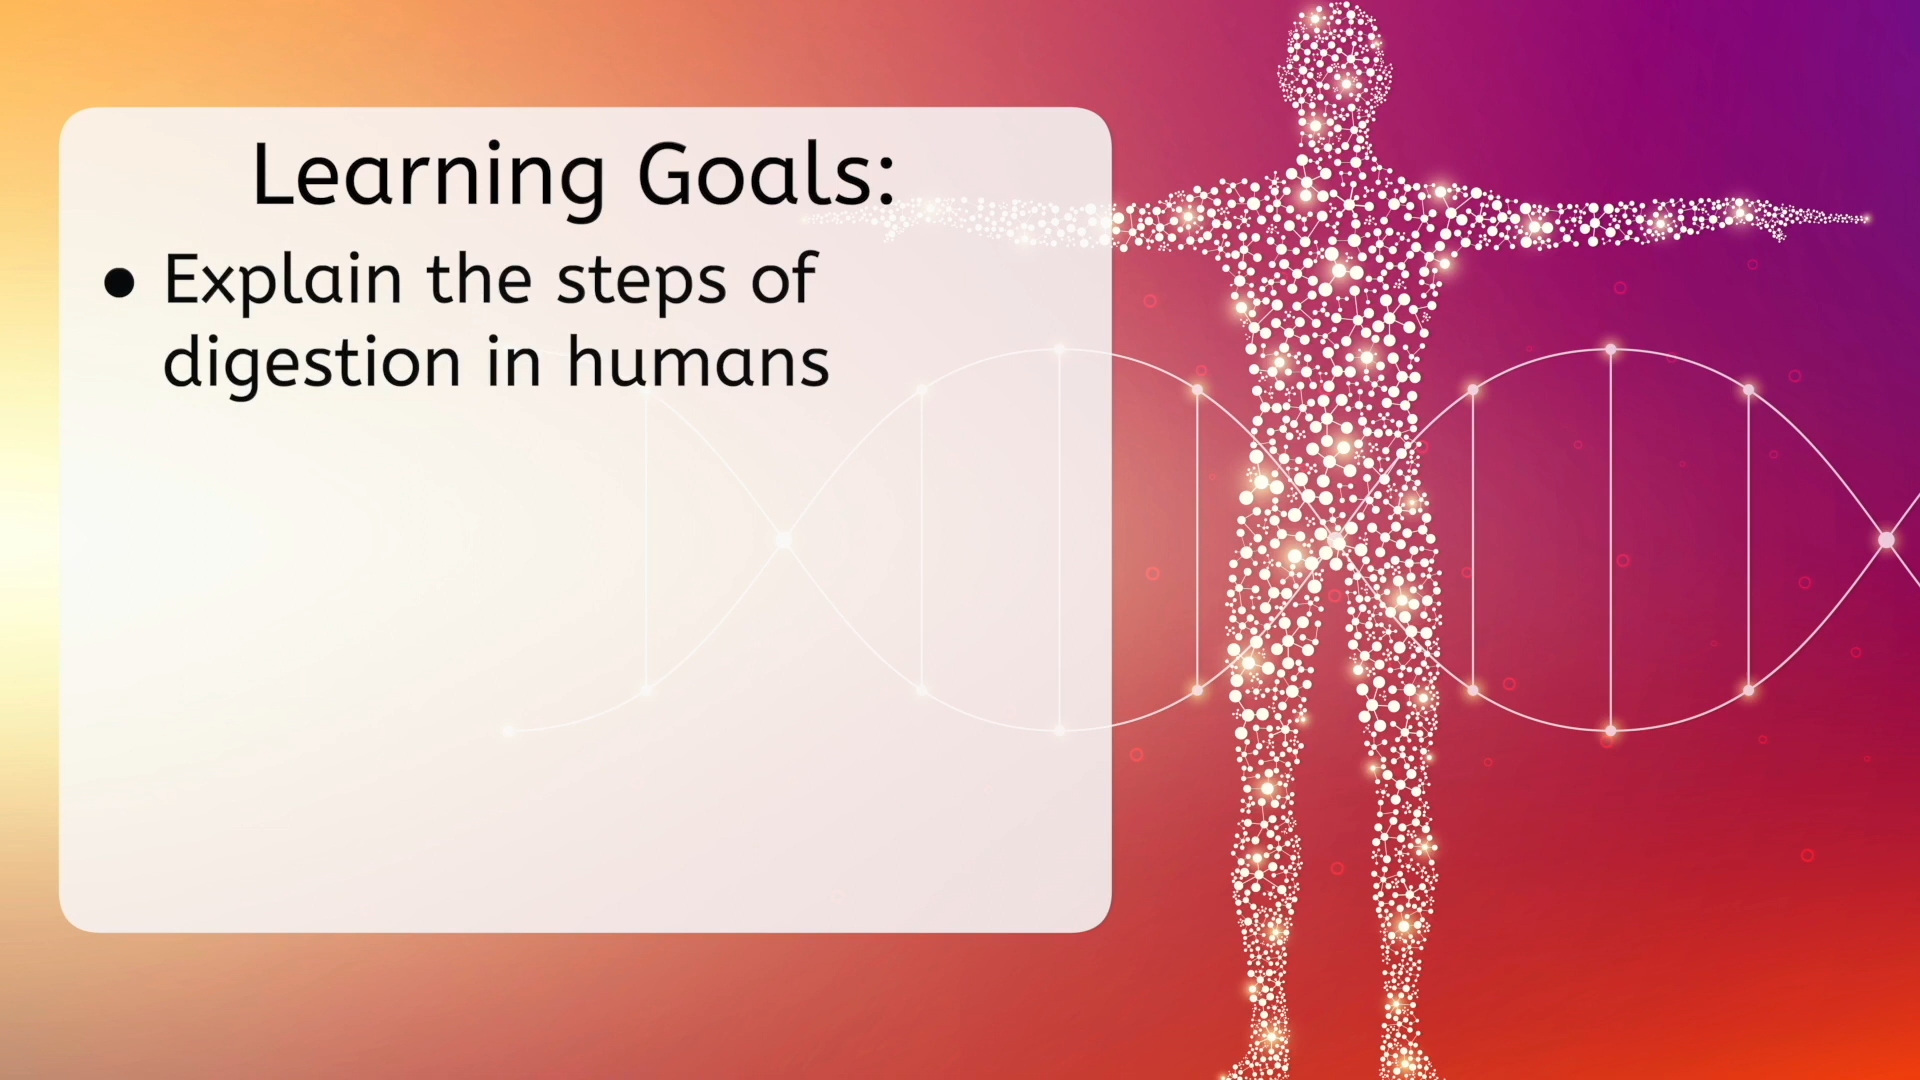 Learning Goals:
● Explain the steps of
digestion in humans